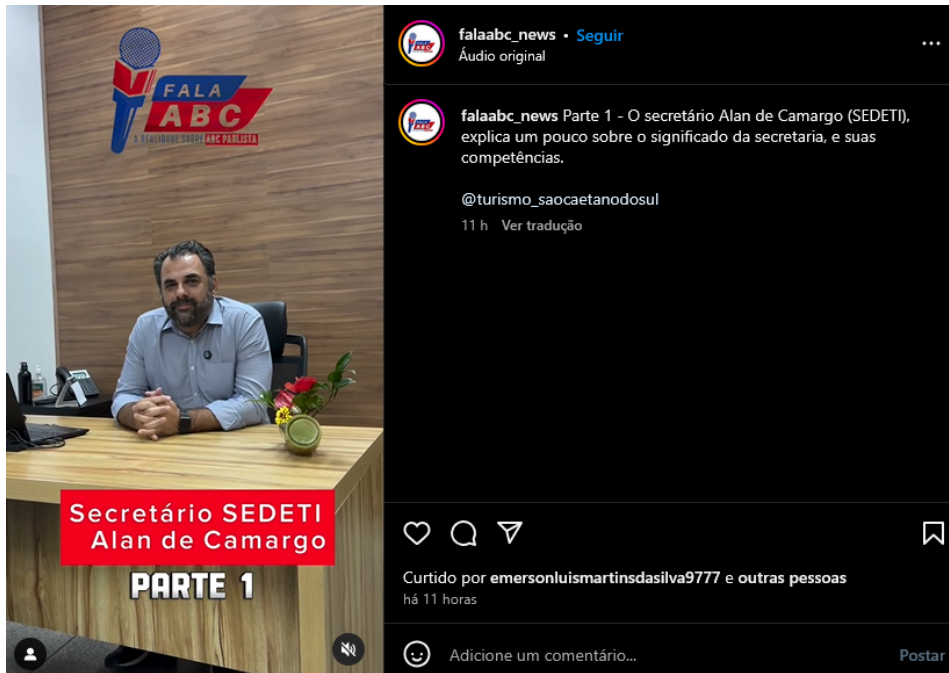 FALA
ABC
A REALIDADE SOBRE ABC PAULISTA
Secretário SEDETI
Alan de Camargo
PARTE 1
falaabc_news • Seguir
Áudio original
falaabc_news Parte 1 - O secretário Alan de Camargo (SEDETI),
explica um pouco sobre o significado da secretaria, e suas
competências.
@turismo_saocaetanodosul
11 h Ver tradução
Curtido por emersonluismartinsdasilva9777 e outras pessoas
há 11 horas
Adicione um comentário...
Postar